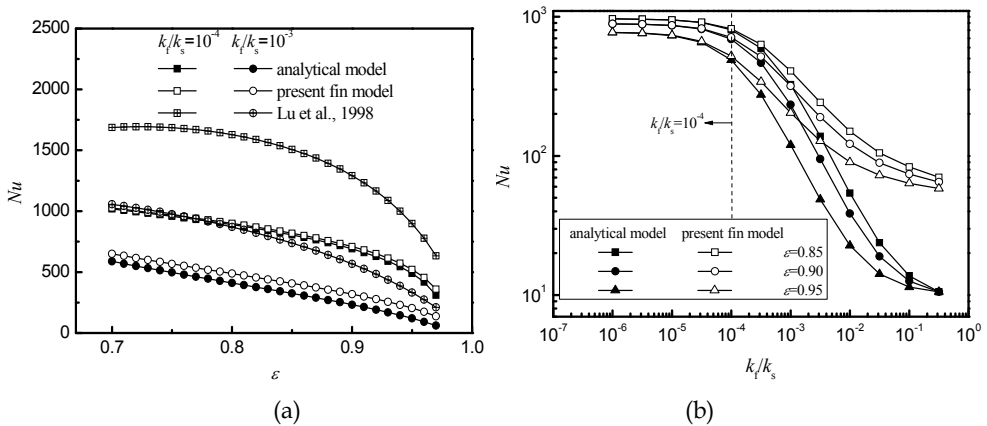 2500
2000
1750
1500
1000
500
0
0.7
0.8
0.9
1.0
Nu
ε
k_f/k_s=10^-4 k_f/k_s=10^-3
analytical model
present fin model
Lu et al., 1998
(a)
10^3
10^2
10^1
10^-7
10^-6
10^-5
10^-4
10^-3
10^-2
10^-1
10^0
Nu
k_f/k_s
k_f/k_s=10^-4
analytical model present fin model
ε=0.85
ε=0.90
ε=0.95
(b)